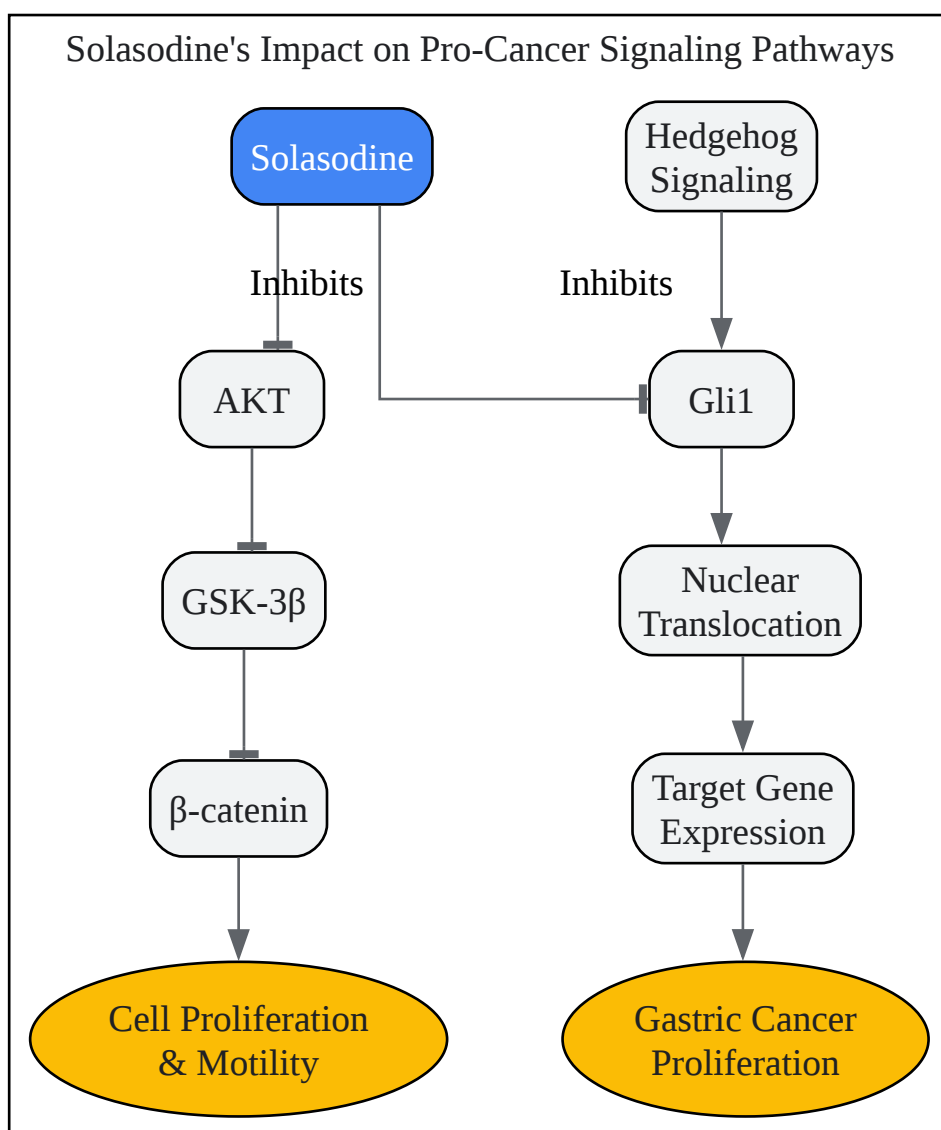 Solasodine's Impact on Pro-Cancer Signaling Pathways
Solasodine
Hedgehog
Signaling
Inhibits
Inhibits
AKT
Gli1
GSK-3β
Nuclear
Translocation
β-catenin
Target Gene
Expression
Cell Proliferation
& Motility
Gastric Cancer
Proliferation